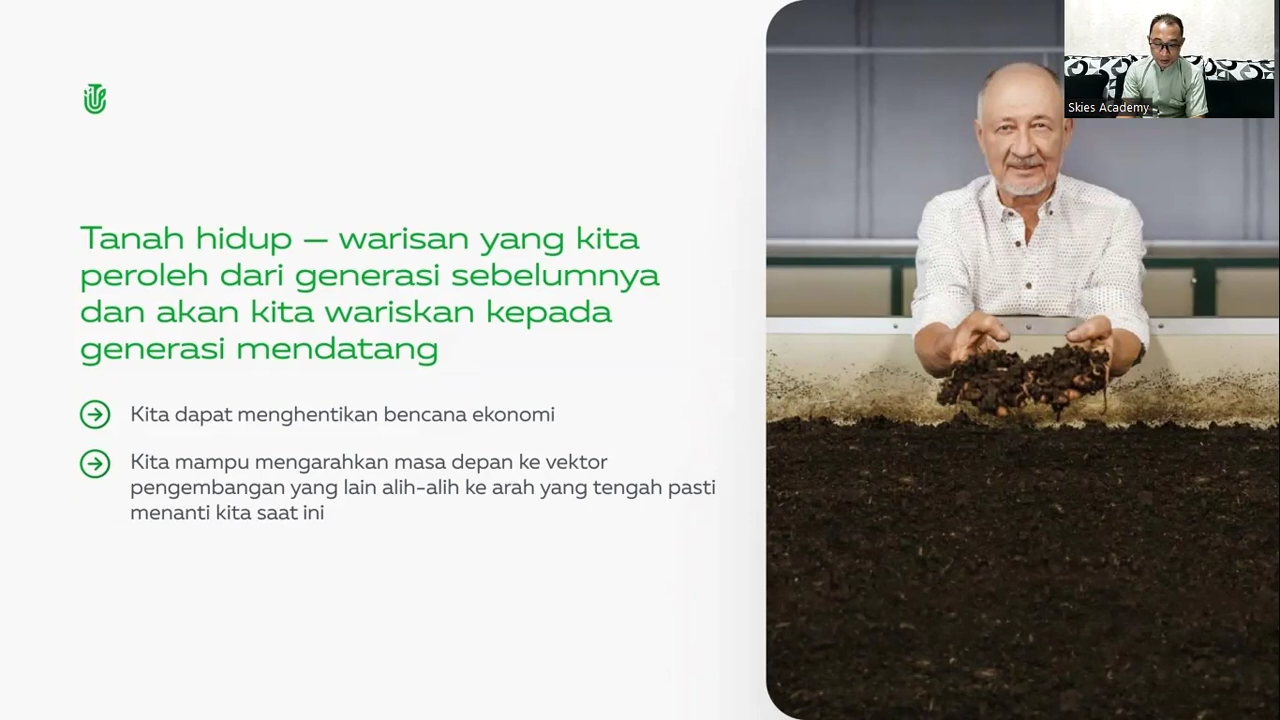 Tanah hidup — warisan yang kita
peroleh dari generasi sebelumnya
dan akan kita wariskan kepada
generasi mendatang
Kita dapat menghentikan bencana ekonomi
Kita mampu mengarahkan masa depan ke vektor
pengembangan yang lain alih-alih ke arah yang tengah pasti
menanti kita saat ini
Skies Academy